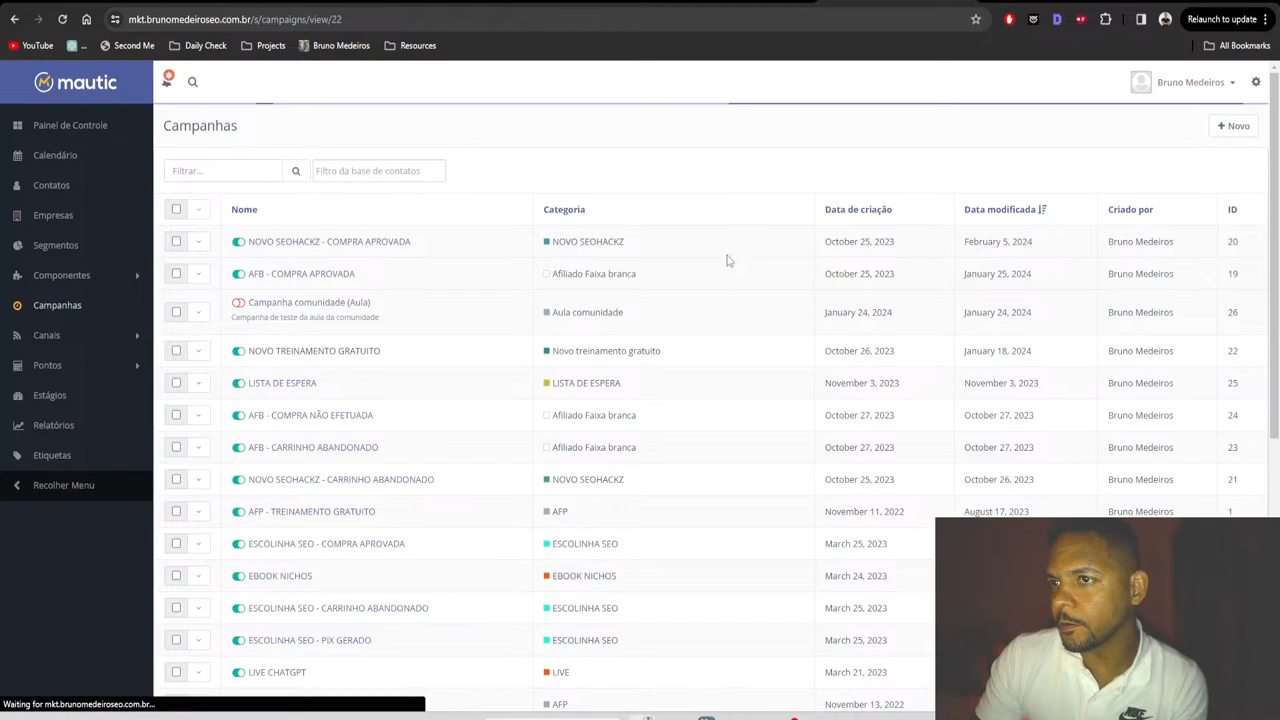 mkt.brunomedeiroseo.com.br/s/campaigns/view/22
Relaunch to update
YouTube
Second Me
Daily Check
Projects
Bruno Medeiros
Resources
All Bookmarks
mautic
Bruno Medeiros
Painel de Controle
Calendário
Contatos
Empresas
Segmentos
Componentes
Campanhas
Canais
Pontos
Estágios
Relatórios
Etiquetas
Recolher Menu
Campanhas
+ Novo
Filtrar...
Filtro da base de contatos
Nome Categoria Data de criação Data modificada Criado por ID
NOVO SEOHACKZ - COMPRA APROVADA NOVO SEOHACKZ October 25, 2023 February 5, 2024 Bruno Medeiros 20
AFB - COMPRA APROVADA Afiliado Faixa branca October 25, 2023 January 25, 2024 Bruno Medeiros 19
Campanha comunidade (Aula) Aula comunidade January 24, 2024 January 24, 2024 Bruno Medeiros 26
Campanha de teste da aula da comunidade
NOVO TREINAMENTO GRATUITO Novo treinamento gratuito October 26, 2023 January 18, 2024 Bruno Medeiros 22
LISTA DE ESPERA LISTA DE ESPERA November 3, 2023 November 3, 2023 Bruno Medeiros 25
AFB - COMPRA NÃO EFETUADA Afiliado Faixa branca October 27, 2023 October 27, 2023 Bruno Medeiros 24
AFB - CARRINHO ABANDONADO Afiliado Faixa branca October 27, 2023 October 27, 2023 Bruno Medeiros 23
NOVO SEOHACKZ - CARRINHO ABANDONADO NOVO SEOHACKZ October 25, 2023 October 26, 2023 Bruno Medeiros 21
AFP - TREINAMENTO GRATUITO AFP November 11, 2022 August 17, 2023 Bruno Medeiros 1
ESCOLINHA SEO - COMPRA APROVADA ESCOLINHA SEO March 25, 2023
EBOOK NICHOS EBOOK NICHOS March 24, 2023
ESCOLINHA SEO - CARRINHO ABANDONADO ESCOLINHA SEO March 25, 2023
ESCOLINHA SEO - PIX GERADO ESCOLINHA SEO March 25, 2023
LIVE CHATGPT LIVE March 21, 2023
AFP November 13, 2022
Waiting for mkt.brunomedeiroseo.com.br...